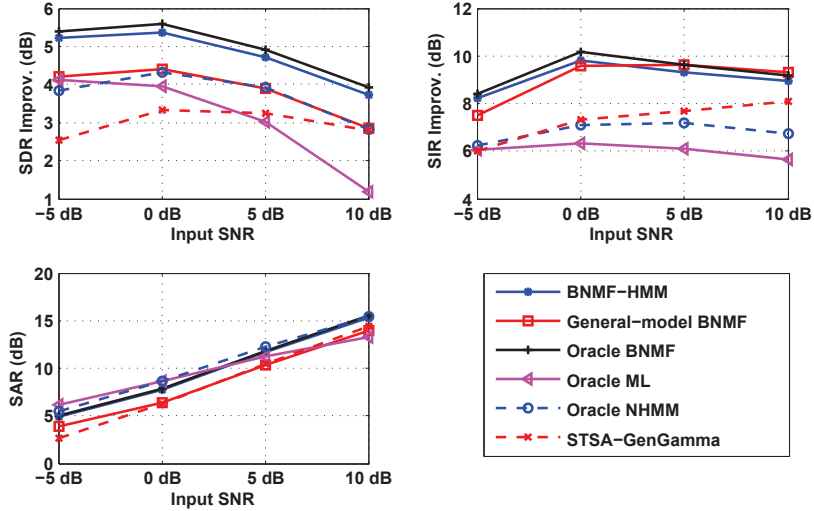 6
5
4
3
2
1
SDR Improv. (dB)
−5 dB 0 dB 5 dB 10 dB
Input SNR
12
10
8
6
4
SIR Improv. (dB)
−5 dB 0 dB 5 dB 10 dB
Input SNR
20
15
10
5
0
SAR (dB)
−5 dB 0 dB 5 dB 10 dB
Input SNR
BNMF−HMM
General−model BNMF
Oracle BNMF
Oracle ML
Oracle NHMM
STSA−GenGamma